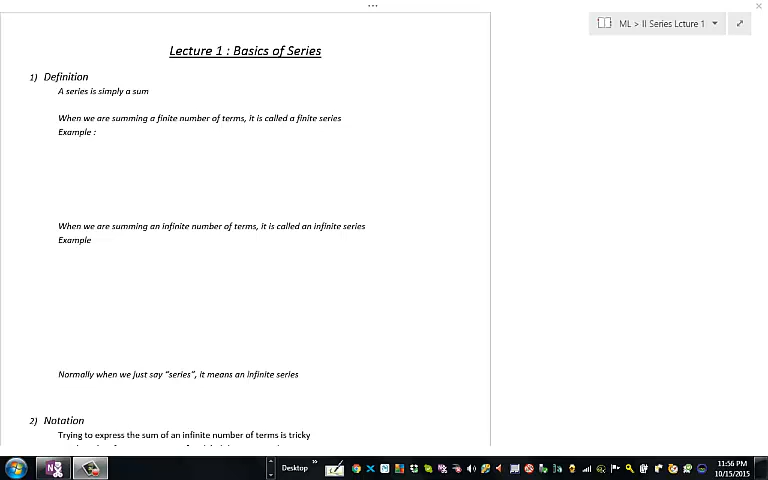 ML > II Series Lcture 1
Lecture 1 : Basics of Series
1) Definition
A series is simply a sum
When we are summing a finite number of terms, it is called a finite series
Example :
When we are summing an infinite number of terms, it is called an infinite series
Example
Normally when we just say “series”, it means an infinite series
2) Notation
Trying to express the sum of an infinite number of terms is tricky
Desktop
11:56 PM
10/15/2015